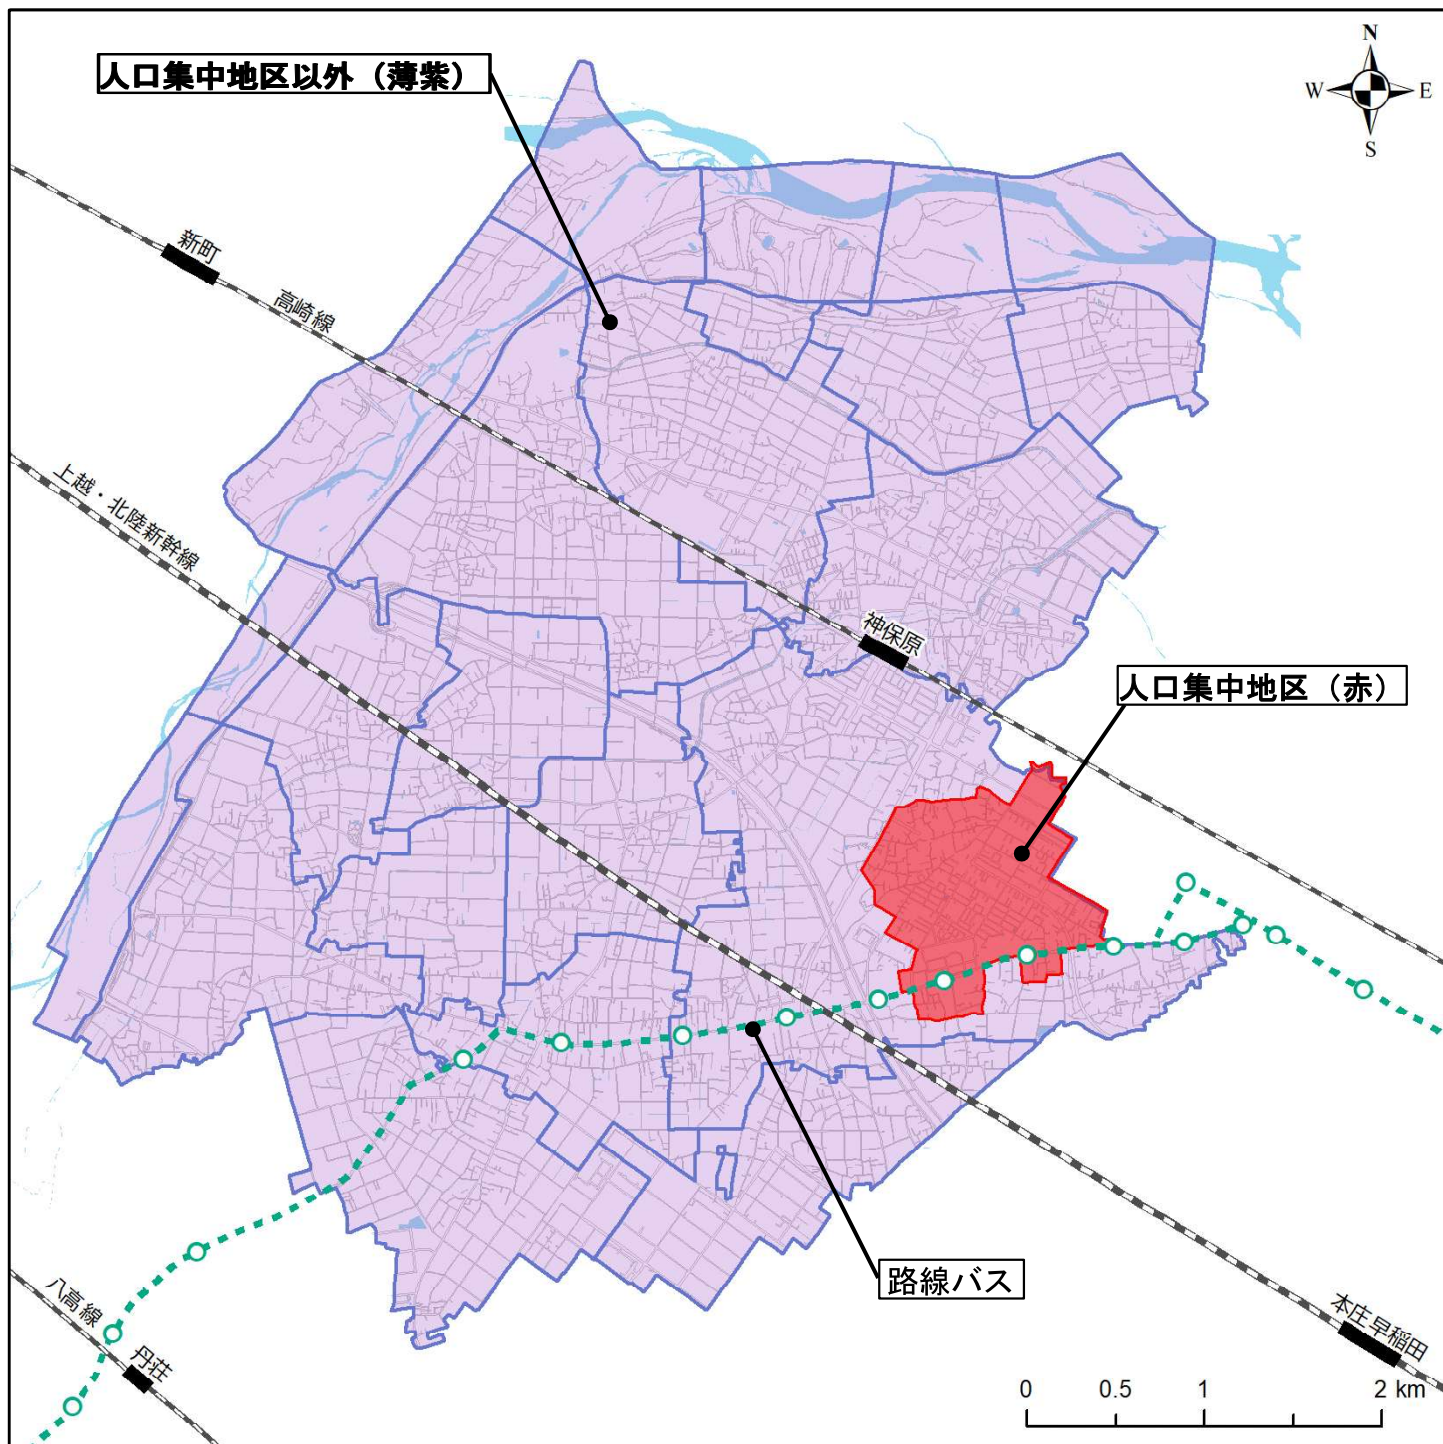 人口集中地区以外（薄紫）
N
W
E
S
新町
高崎線
上越・北陸新幹線
神保原
人口集中地区（赤）
路線バス
八高線
丹荘
本庄早稲田
0 0.5 1 2 km